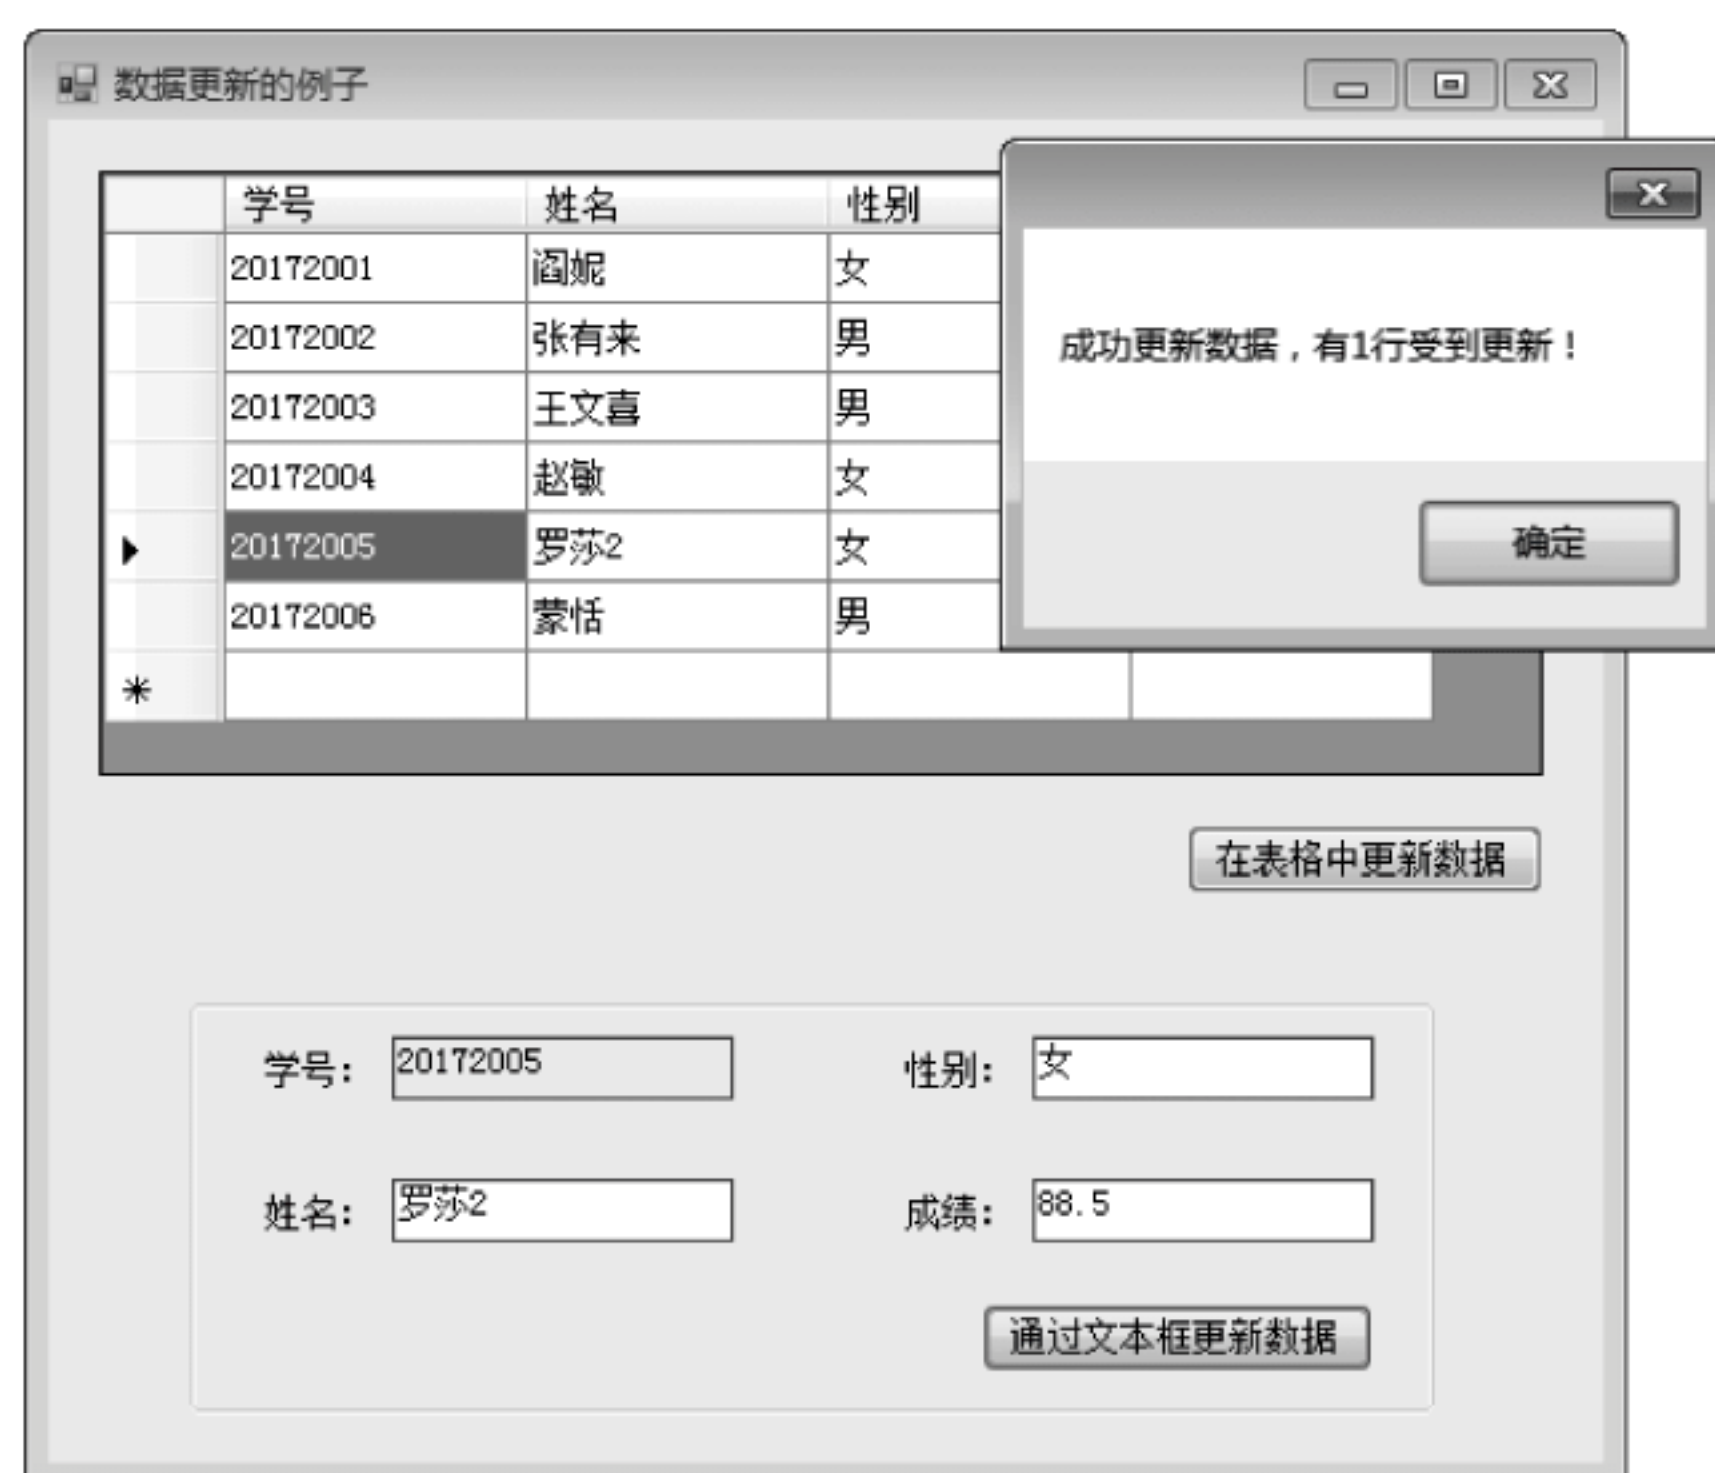 数据更新的例子
学号 姓名 性别
20172001 阎妮 女
20172002 张有来 男
20172003 王文喜 男
20172004 赵敏 女
20172005 罗莎2 女
20172006 蒙恬 男
成功更新数据，有1行受到更新！
确定
在表格中更新数据
学号： 20172005 性别： 女
姓名： 罗莎2 成绩： 88.5
通过文本框更新数据